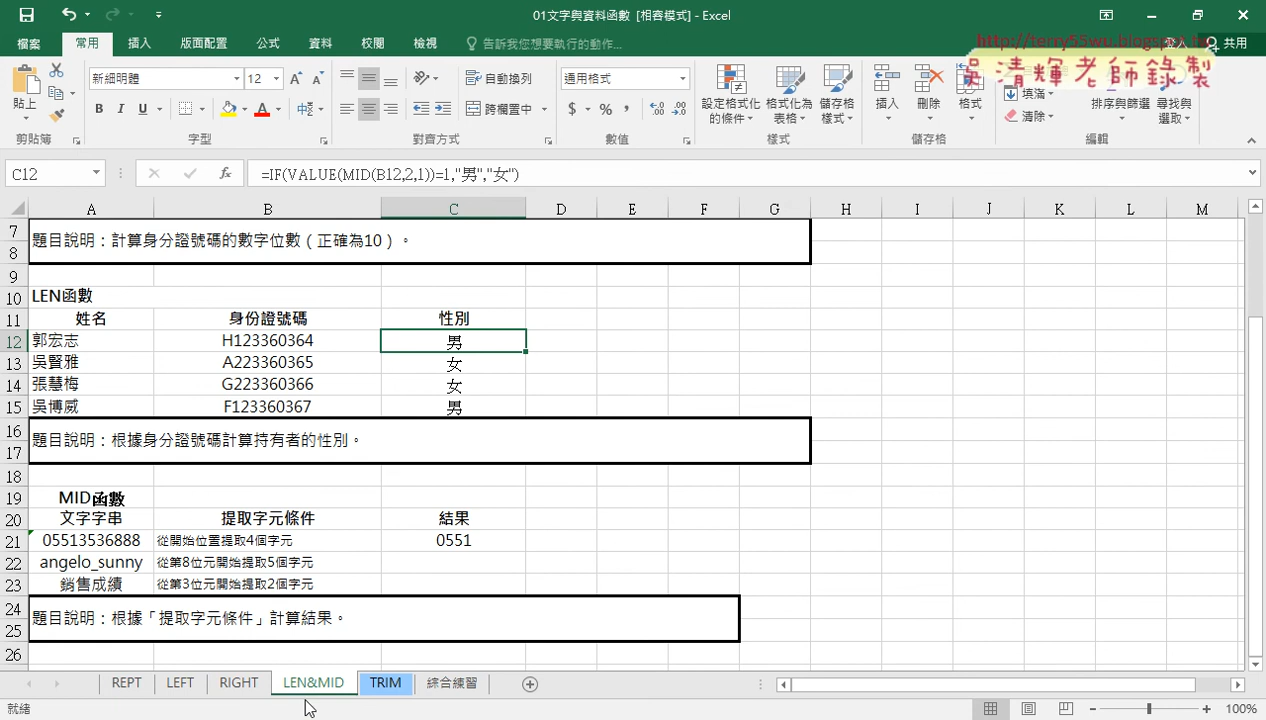 01文字與資料函數 [相容模式] - Excel
http://terry55wu.blogspot.tw
吳清輝老師錄製
檔案 常用 插入 版面配置 公式 資料 校閱 檢視 告訴我您想要執行的動作... 登入 共用
貼上 新細明體 12 A A 自動換列 通用格式 設定格式化的條件 格式化為表格 儲存格樣式 插入 刪除 格式 填滿 排序與篩選 尋找與選取
B I U A 中 跨欄置中 $ % , 清除
剪貼簿 字型 對齊方式 數值 樣式 儲存格 編輯
C12 fx =IF(VALUE(MID(B12,2,1))=1,"男","女")
A B C D E F G H I J K L M
7 題目說明：計算身分證號碼的數字位數（正確為10）。
8
9
10 LEN函數
11 姓名 身份證號碼 性別
12 郭宏志 H123360364 男
13 吳賢雅 A223360365 女
14 張慧梅 G223360366 女
15 吳博威 F123360367 男
16 題目說明：根據身分證號碼計算持有者的性別。
17
18
19 MID函數
20 文字字串 提取字元條件 結果
21 05513536888 從開始位置提取4個字元 0551
22 angelo_sunny 從第8位元開始提取5個字元
23 銷售成績 從第3位元開始提取2個字元
24 題目說明：根據「提取字元條件」計算結果。
25
26
REPT LEFT RIGHT LEN&MID TRIM 綜合練習
就緒 100%